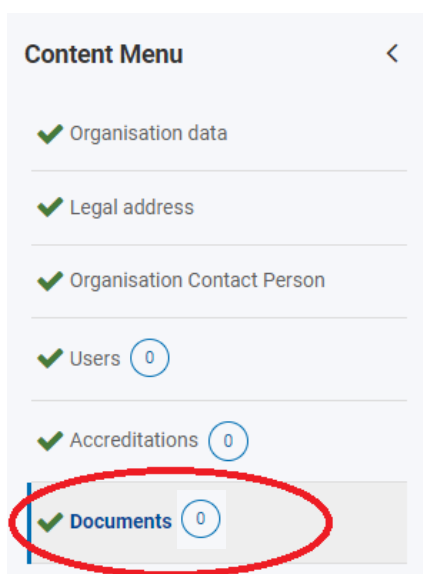 Content Menu
Organisation data
Legal address
Organisation Contact Person
Users 0
Accreditations 0
Documents 0